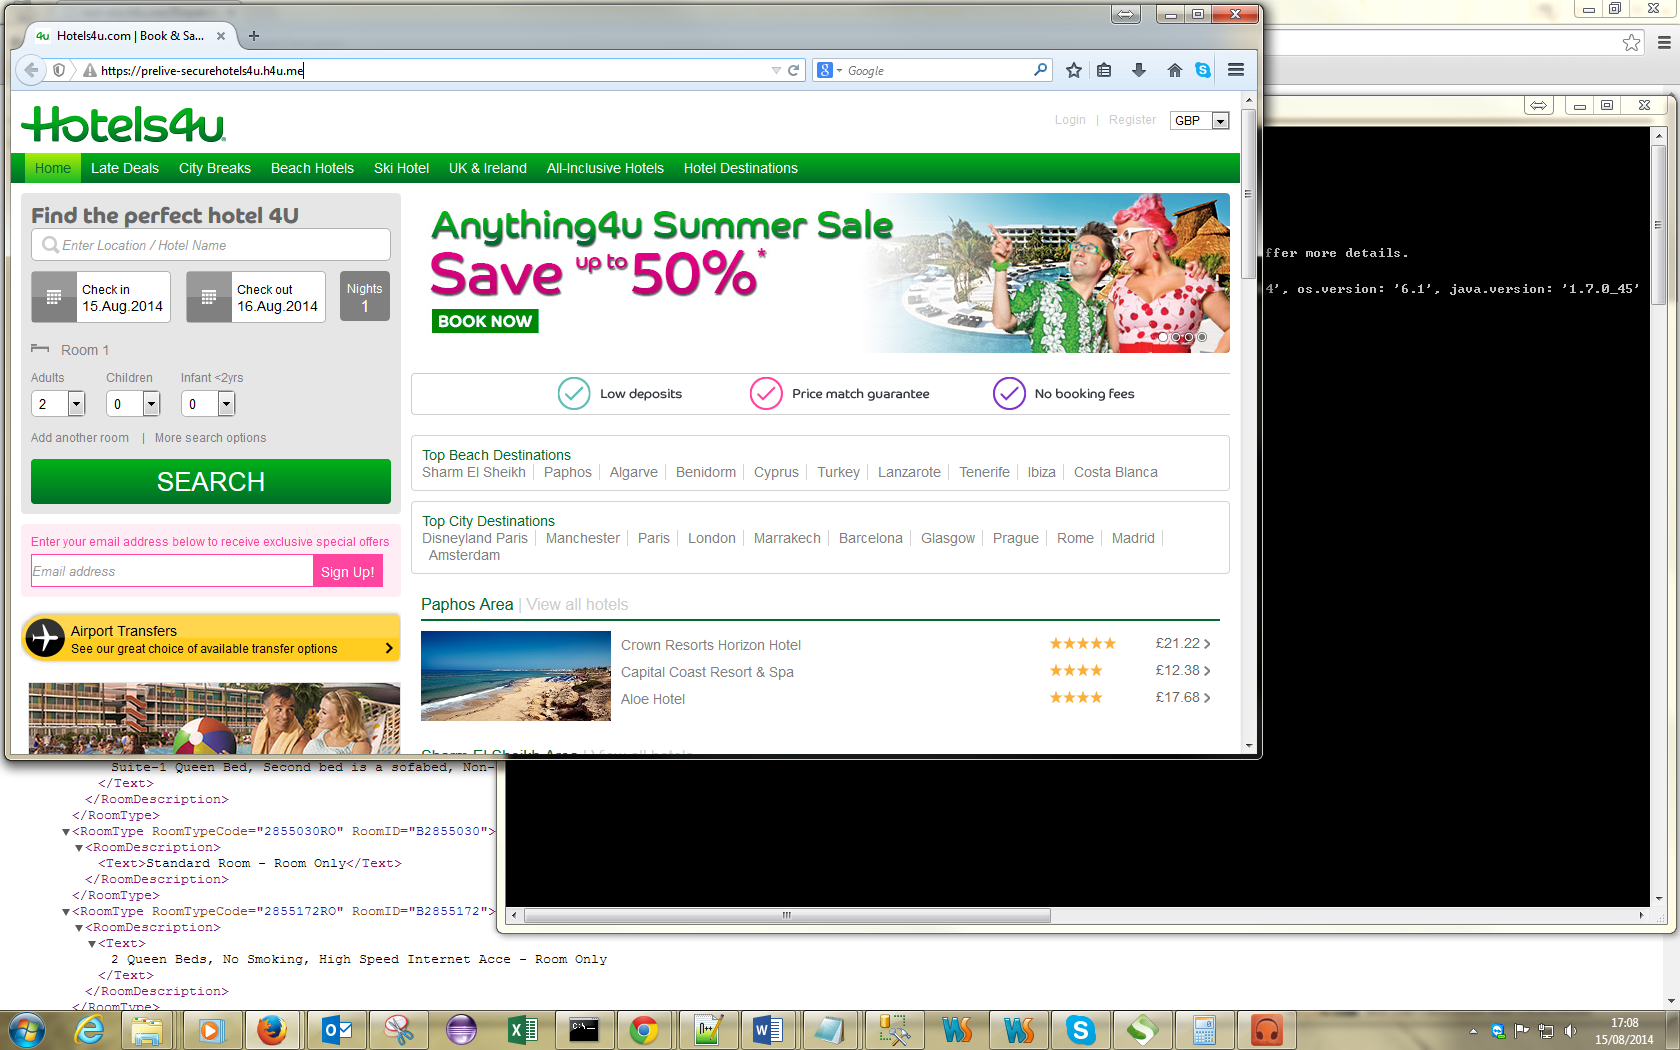 Hotels4u.com | Book & Sa...
https://prelive-securehotels4u.h4u.me
Google
Hotels4u
Login | Register GBP
Home Late Deals City Breaks Beach Hotels Ski Hotel UK & Ireland All-Inclusive Hotels Hotel Destinations
Find the perfect hotel 4U
Enter Location / Hotel Name
Check in
15.Aug.2014
Check out
16.Aug.2014
Nights
1
Room 1
Adults Children Infant <2yrs
2 0 0
Add another room | More search options
SEARCH
Enter your email address below to receive exclusive special offers
Email address Sign Up!
Airport Transfers
See our great choice of available transfer options
Anything4u Summer Sale
Save up to 50%*
BOOK NOW
Low deposits Price match guarantee No booking fees
Top Beach Destinations
Sharm El Sheikh Paphos Algarve Benidorm Cyprus Turkey Lanzarote Tenerife Ibiza Costa Blanca
Top City Destinations
Disneyland Paris Manchester Paris London Marrakech Barcelona Glasgow Prague Rome Madrid
Amsterdam
Paphos Area | View all hotels
Crown Resorts Horizon Hotel £21.22
Capital Coast Resort & Spa £12.38
Aloe Hotel £17.68
Sharm El Sheikh Area | View all hotels
ffer more details.
4', os.version: '6.1', java.version: '1.7.0_45'
Suite-1 Queen Bed, Second bed is a sofabed, Non-
</Text>
</RoomDescription>
</RoomType>
<RoomType RoomTypeCode="2855030RO" RoomID="B2855030">
<RoomDescription>
<Text>Standard Room - Room Only</Text>
</RoomDescription>
</RoomType>
<RoomType RoomTypeCode="2855172RO" RoomID="B2855172">
<RoomDescription>
<Text>
2 Queen Beds, No Smoking, High Speed Internet Acce - Room Only
</Text>
</RoomDescription>
</RoomType>
17:08
15/08/2014